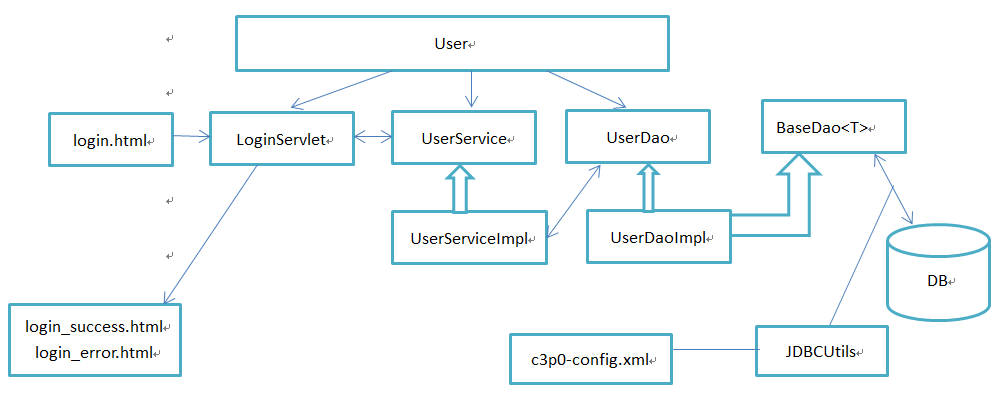 User
login.html
LoginServlet
UserService
UserDao
BaseDao<T>
UserServiceImpl
UserDaoImpl
DB
login_success.html
login_error.html
c3p0-config.xml
JDBCUtils